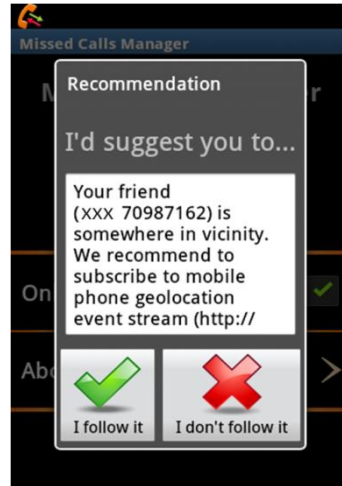 Missed Calls Manager
M
er
Recommendation
I'd suggest you to...
Your friend
(XXX 70987162) is
somewhere in vicinity.
We recommend to
subscribe to mobile
phone geolocation
event stream (http://
On
Abo
I follow it
I don't follow it